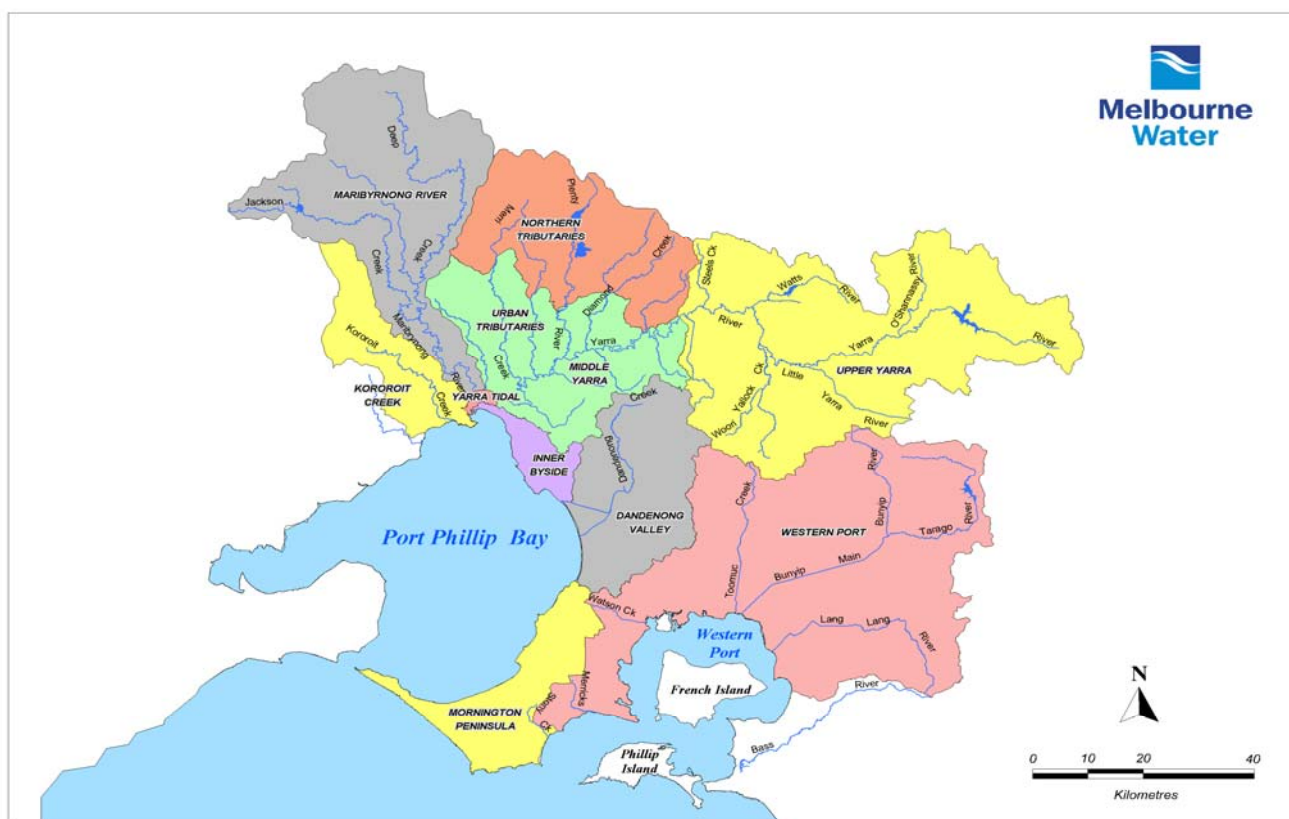 Melbourne
Water
Deep
MARIBYRNONG RIVER
Jackson
Creek
Creek
Maribrynong
River
Plenty
Merri
NORTHERN
TRIBUTARIES
Creek
Diamond
River
Steels Ck
Watts
River
O'Shannassy River
River
Yarra
River
URBAN
TRIBUTARIES
Yarra
Creek
MIDDLE
YARRA
UPPER YARRA
Little
Yarra
River
Woori
Yallock
Ck
Kororoit
Creek
KOROROIT
CREEK
YARRA TIDAL
Creek
Dandenong
INNER
BYSIDE
DANDENONG
VALLEY
Port Phillip Bay
WESTERN PORT
Creek
Toomuc
River
Bunyip
Main
Bunyip
Tarago
River
Lang
Lang
River
Watson Ck
Western
Port
French Island
Merricks
Stony
Ck
MORNINGTON
PENINSULA
Phillip
Island
River
Bass
N
0 10 20 40
Kilometres